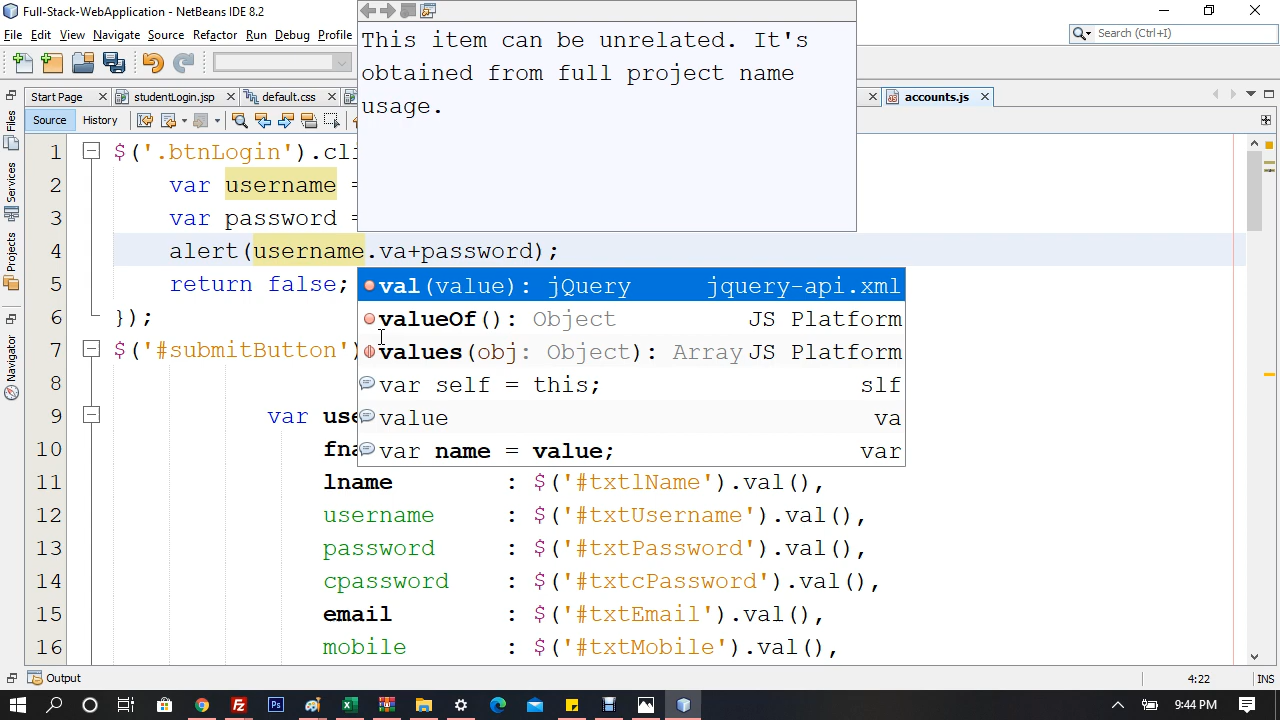 Full-Stack-WebApplication - NetBeans IDE 8.2
File Edit View Navigate Source Refactor Run Debug Profile
Search (Ctrl+I)
This item can be unrelated. It's
obtained from full project name
usage.
Start Page studentLogin.jsp default.css accounts.js
Source History
Files
Services
Projects
Navigator
1 $('.btnLogin').cli
2 var username =
3 var password =
4 alert(username.va+password);
5 return false;
6 });
7 $('#submitButton')
8
9 var use
10 fna
11 lname : $('#txtlName').val(),
12 username : $('#txtUsername').val(),
13 password : $('#txtPassword').val(),
14 cpassword : $('#txtcPassword').val(),
15 email : $('#txtEmail').val(),
16 mobile : $('#txtMobile').val(),
val(value): jQuery jquery-api.xml
valueOf(): Object JS Platform
values(obj: Object): Array JS Platform
var self = this; slf
value va
var name = value; var
Output
4:22 INS
9:44 PM